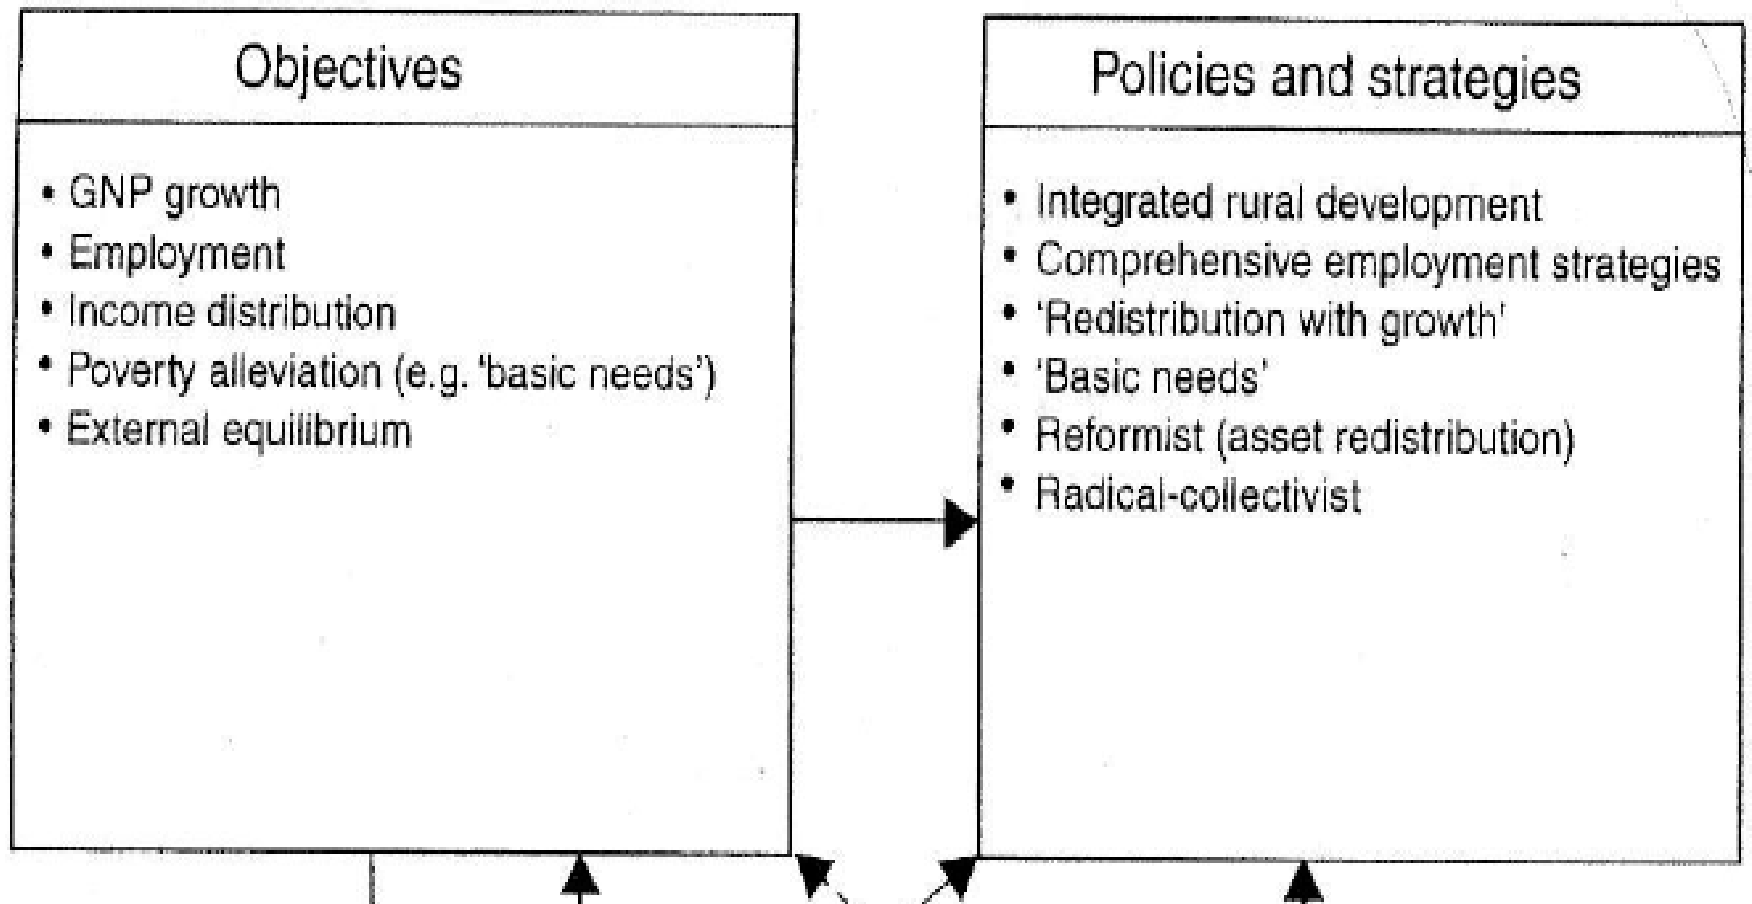 Objectives
• GNP growth
• Employment
• Income distribution
• Poverty alleviation (e.g. 'basic needs')
• External equilibrium
Policies and strategies
• Integrated rural development
• Comprehensive employment strategies
• 'Redistribution with growth'
• 'Basic needs'
• Reformist (asset redistribution)
• Radical-collectivist